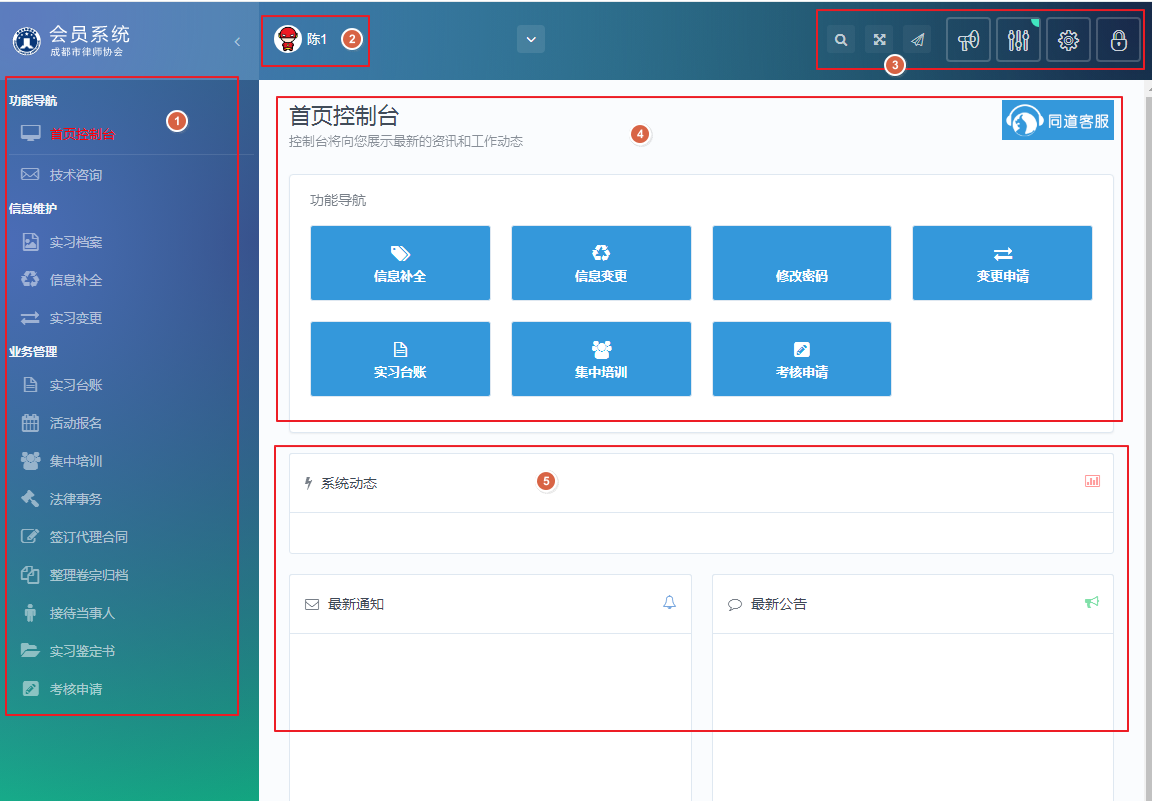 会员系统
成都市律师协会
陈1
2
3
功能导航
首页控制台
1
技术咨询
信息维护
实习档案
信息补全
实习变更
业务管理
实习台账
活动报名
集中培训
法律事务
签订代理合同
整理卷宗归档
接待当事人
实习鉴定书
考核申请
首页控制台
控制台将向您展示最新的资讯和工作动态
4
同道客服
功能导航
信息补全
信息变更
修改密码
变更申请
实习台账
集中培训
考核申请
系统动态
5
最新通知
最新公告